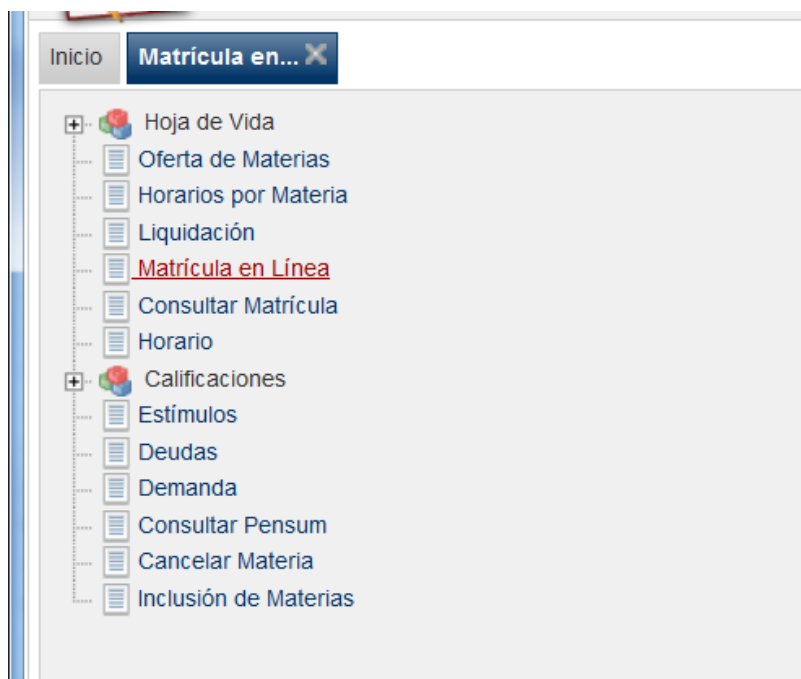 Inicio Matrícula en...
Hoja de Vida
Oferta de Materias
Horarios por Materia
Liquidación
Matrícula en Línea
Consultar Matrícula
Horario
Calificaciones
Estímulos
Deudas
Demanda
Consultar Pensum
Cancelar Materia
Inclusión de Materias